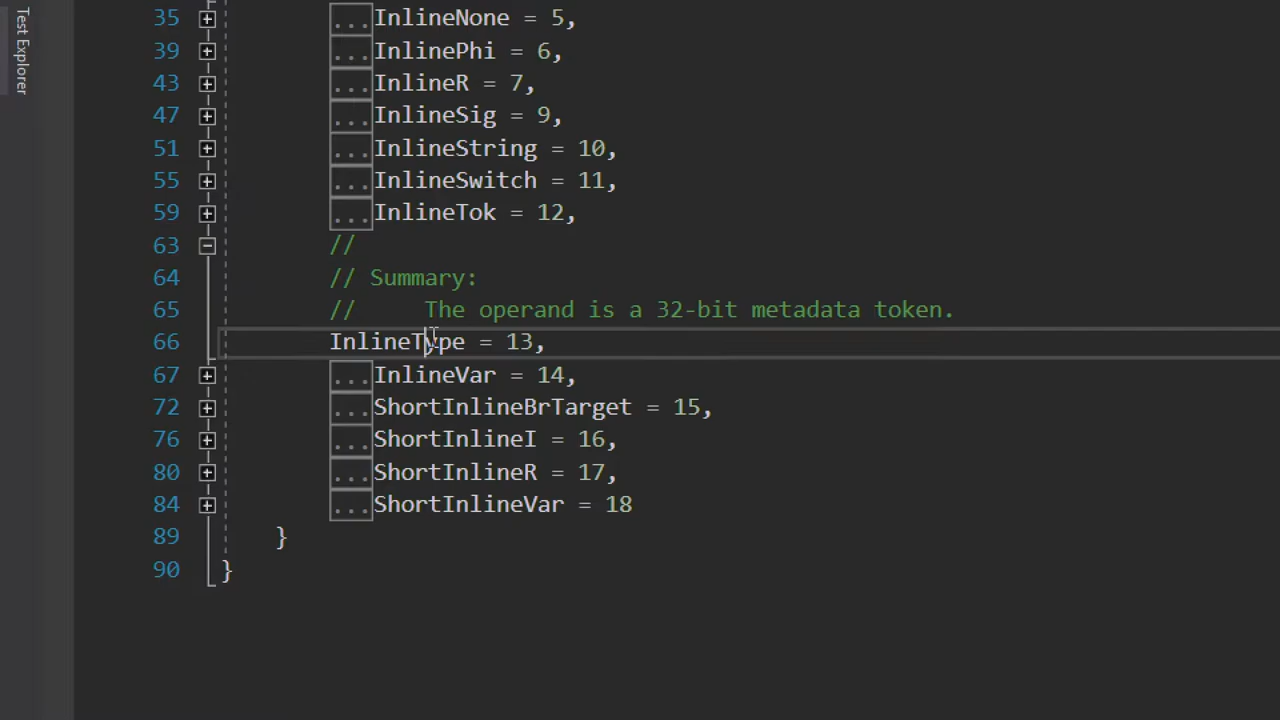 Test Explorer
35 ...InlineNone = 5,
39 ...InlinePhi = 6,
43 ...InlineR = 7,
47 ...InlineSig = 9,
51 ...InlineString = 10,
55 ...InlineSwitch = 11,
59 ...InlineTok = 12,
63 //
64 // Summary:
65 //     The operand is a 32-bit metadata token.
66 InlineType = 13,
67 ...InlineVar = 14,
72 ...ShortInlineBrTarget = 15,
76 ...ShortInlineI = 16,
80 ...ShortInlineR = 17,
84 ...ShortInlineVar = 18
89 }
90 }